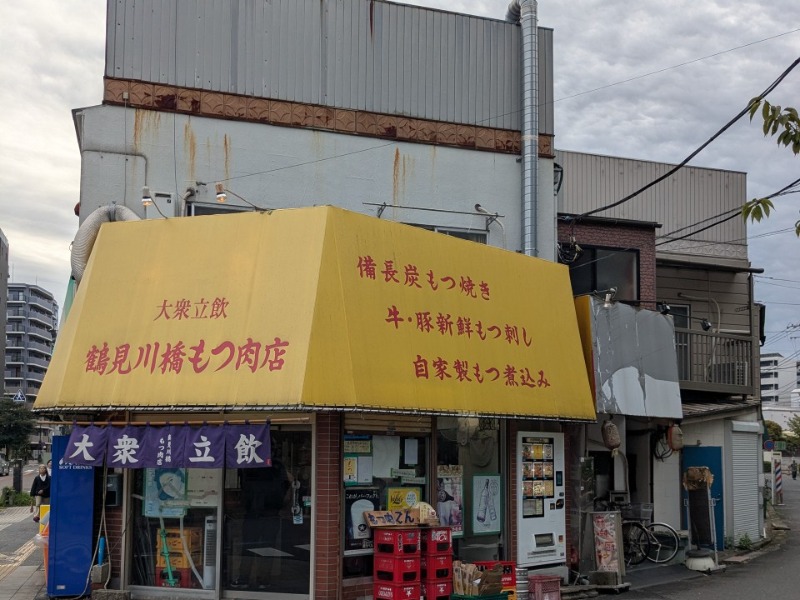 大衆立飲
鶴見川橋もつ肉店
備長炭もつ焼き
牛・豚新鮮もつ刺し
自家製もつ煮込み
大衆立飲